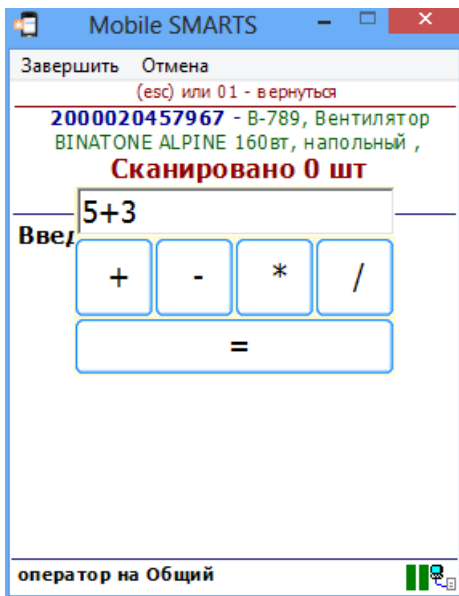 Mobile SMARTS
Завершить Отмена
(esc) или 01 - вернуться
2000020457967 - В-789, Вентилятор
BINATONE ALPINE 160вт, напольный ,
Сканировано 0 шт
5+3
Введ
+ - * /
=
оператор на Общий